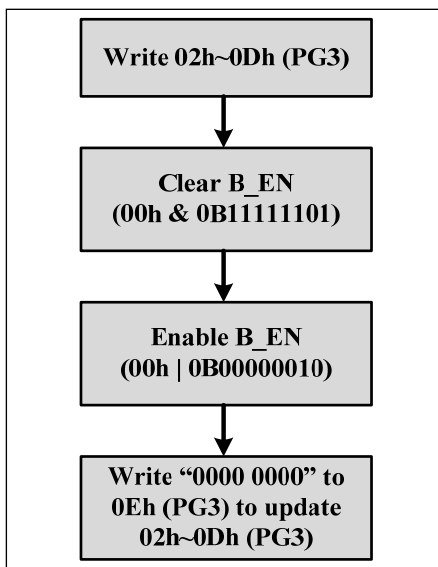 Write 02h~0Dh (PG3)
Clear B_EN
(00h & 0B11111101)
Enable B_EN
(00h | 0B00000010)
Write “0000 0000” to
0Eh (PG3) to update
02h~0Dh (PG3)